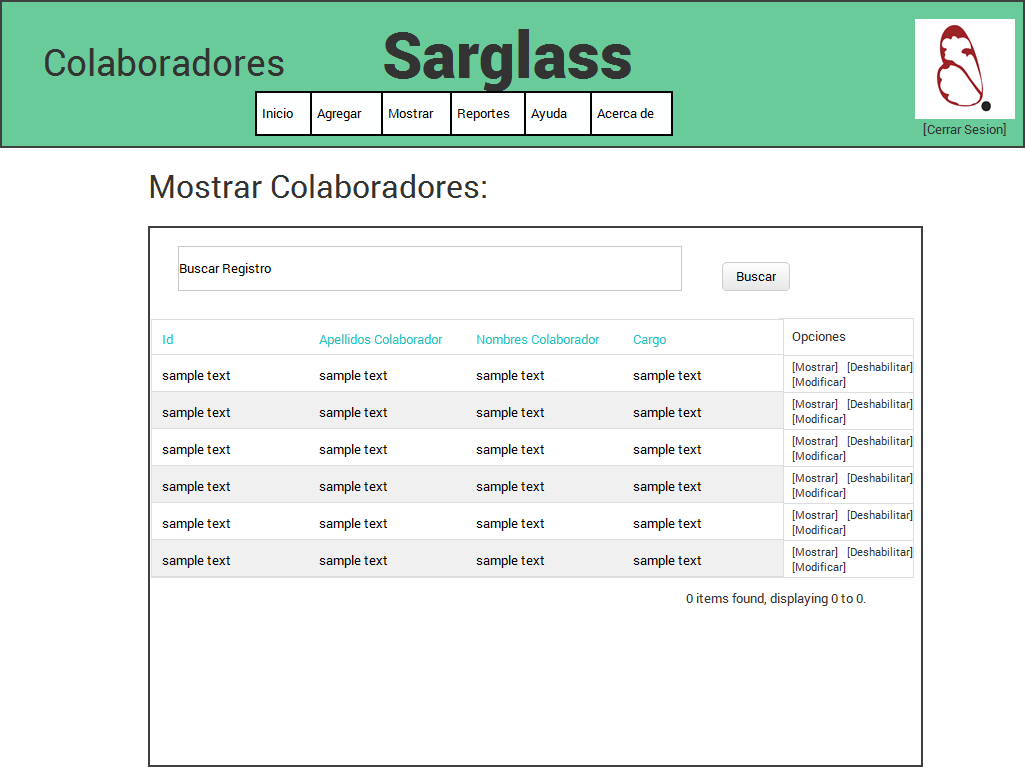 Colaboradores
Sarglass
Inicio Agregar Mostrar Reportes Ayuda Acerca de
[Cerrar Sesion]
Mostrar Colaboradores:
Buscar Registro
Buscar
Id Apellidos Colaborador Nombres Colaborador Cargo Opciones
sample text sample text sample text sample text [Mostrar] [Deshabilitar]
[Modificar]
sample text sample text sample text sample text [Mostrar] [Deshabilitar]
[Modificar]
sample text sample text sample text sample text [Mostrar] [Deshabilitar]
[Modificar]
sample text sample text sample text sample text [Mostrar] [Deshabilitar]
[Modificar]
sample text sample text sample text sample text [Mostrar] [Deshabilitar]
[Modificar]
sample text sample text sample text sample text [Mostrar] [Deshabilitar]
[Modificar]
0 items found, displaying 0 to 0.